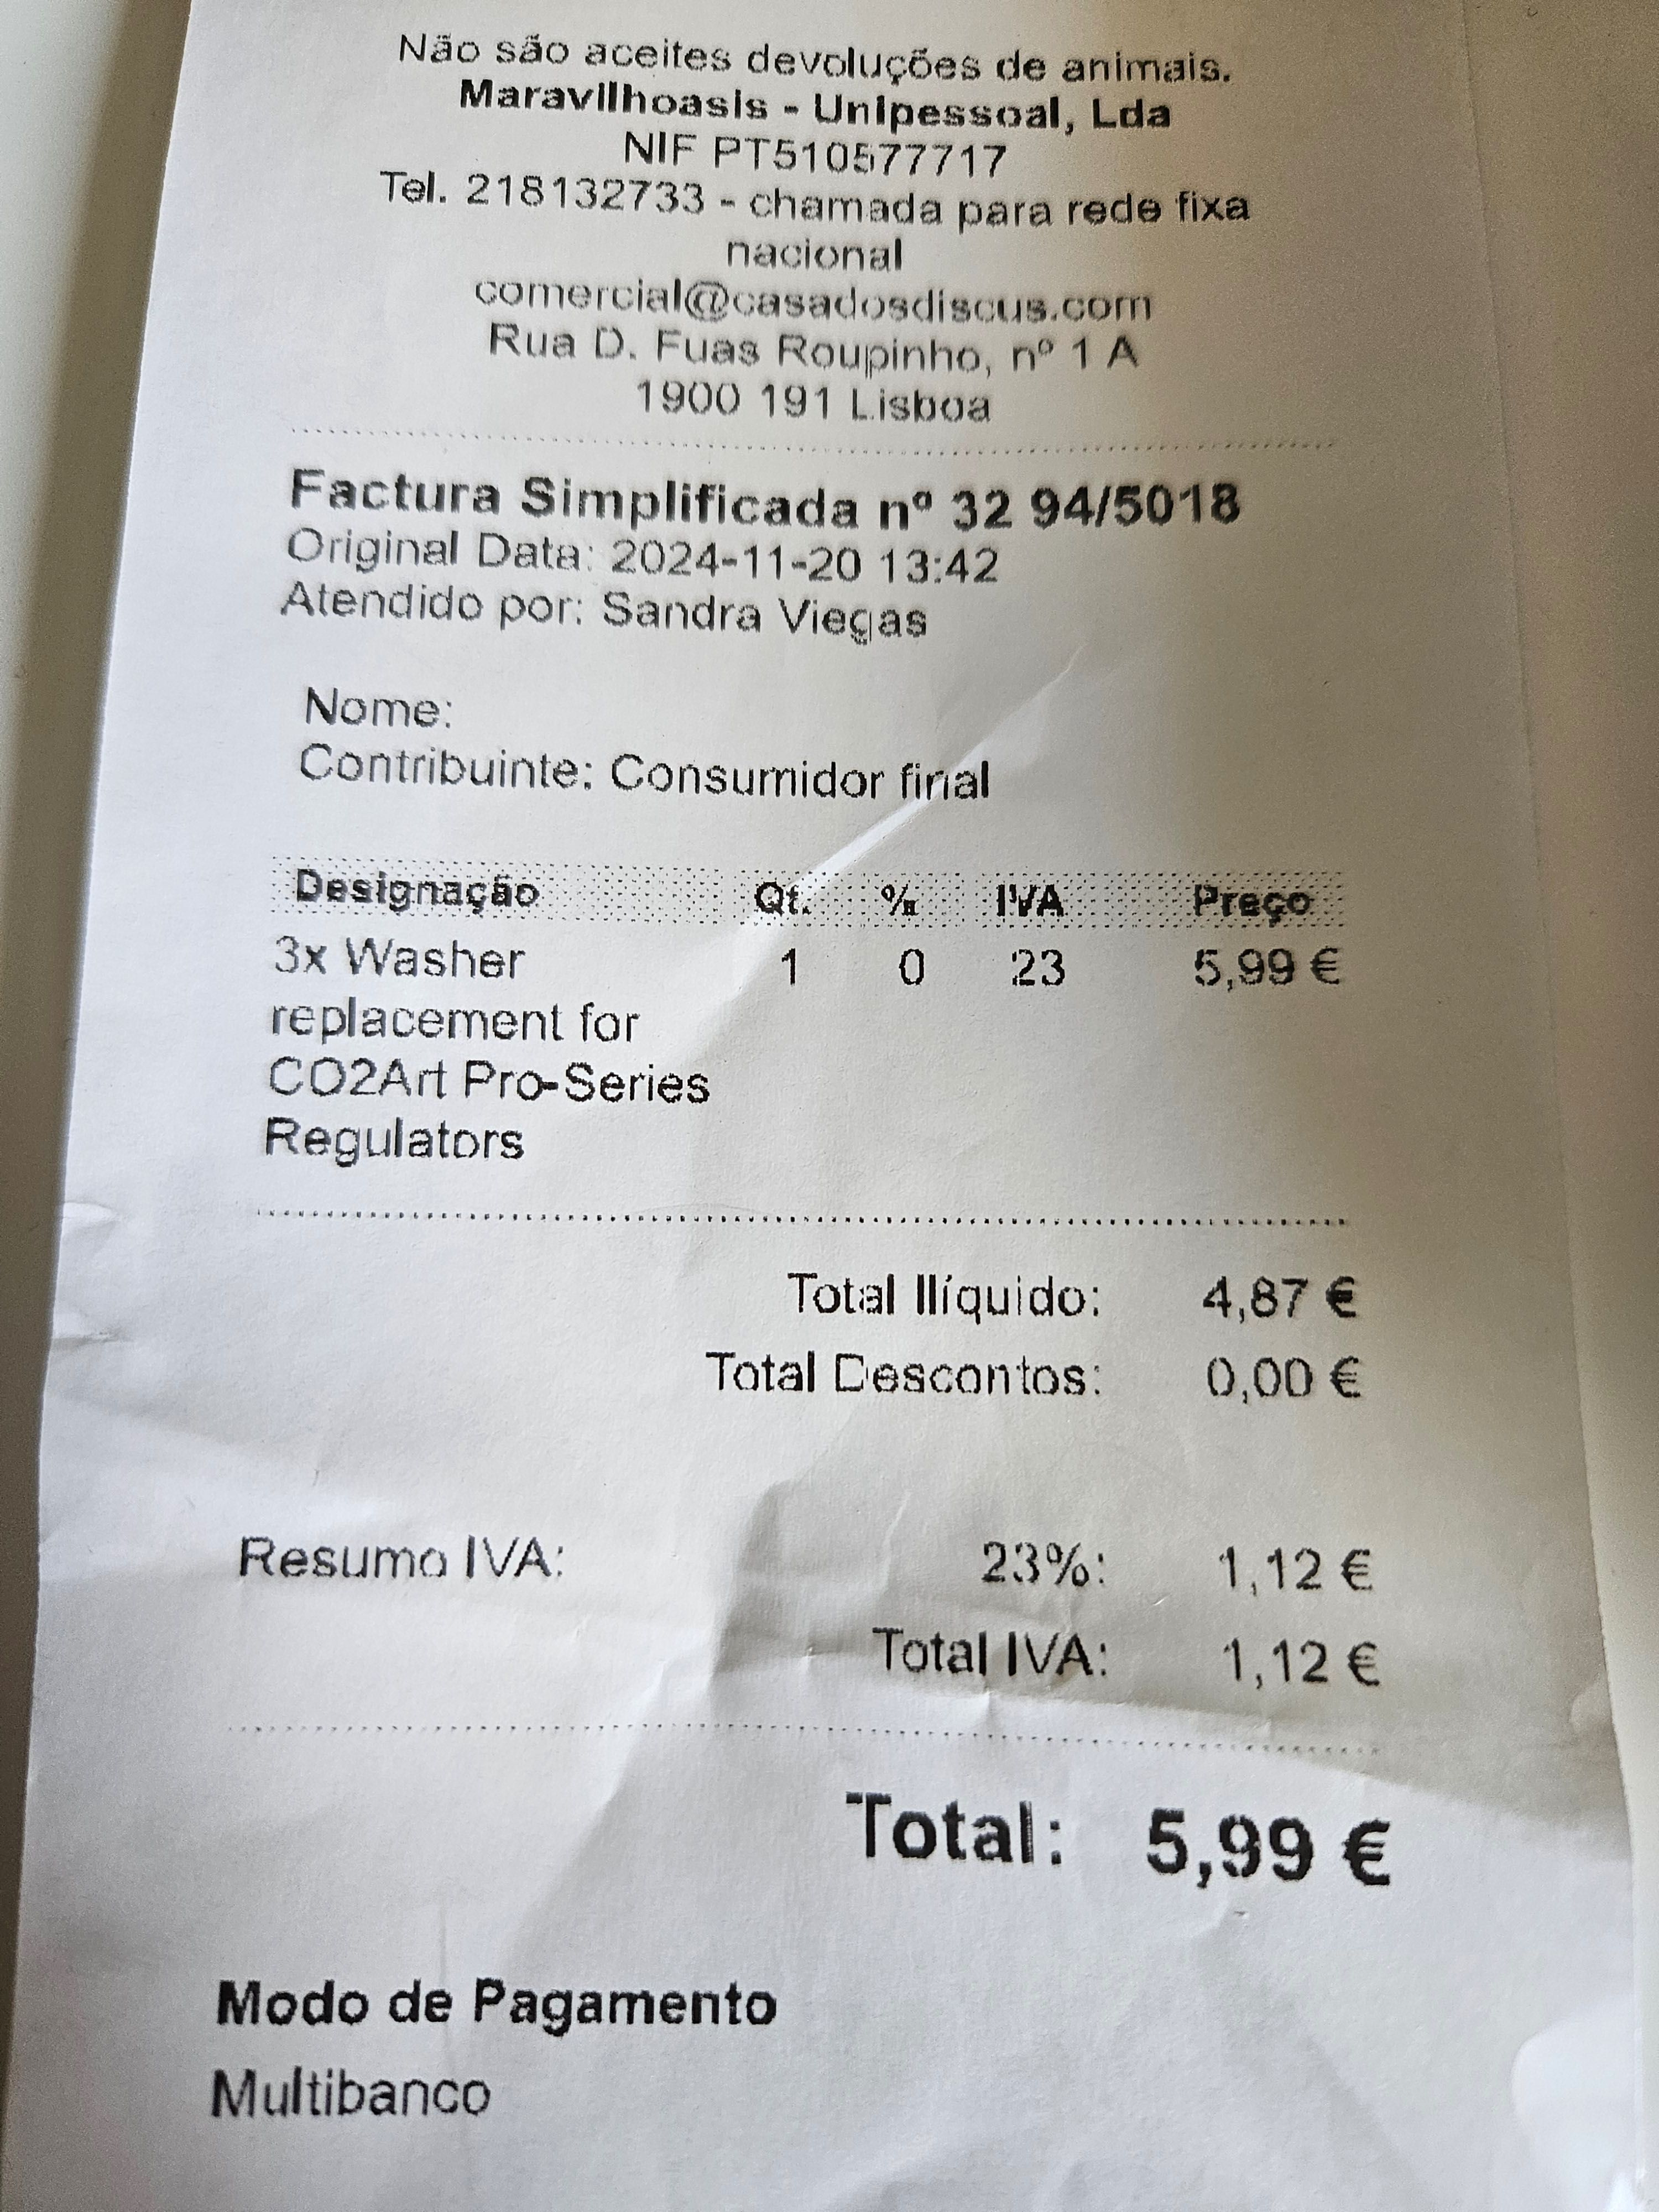 Não são aceites devoluções de animais.
Maravilhoasis - Unipessoal, Lda
NIF PT510577717
Tel. 218132733 - chamada para rede fixa
nacional
comercial@casadosdiscus.com
Rua D. Fuas Roupinho, nº 1 A
1900 191 Lisboa
Factura Simplificada nº 32 94/5018
Original Data: 2024-11-20 13:42
Atendido por: Sandra Viegas
Nome:
Contribuinte: Consumidor final
Designação Qt. % IVA Preço
3x Washer 1 0 23 5,99 €
replacement for
CO2Art Pro-Series
Regulators
Total Ilíquido: 4,87 €
Total Descontos: 0,00 €
Resumo IVA: 23%: 1,12 €
Total IVA: 1,12 €
Total: 5,99 €
Modo de Pagamento
Multibanco